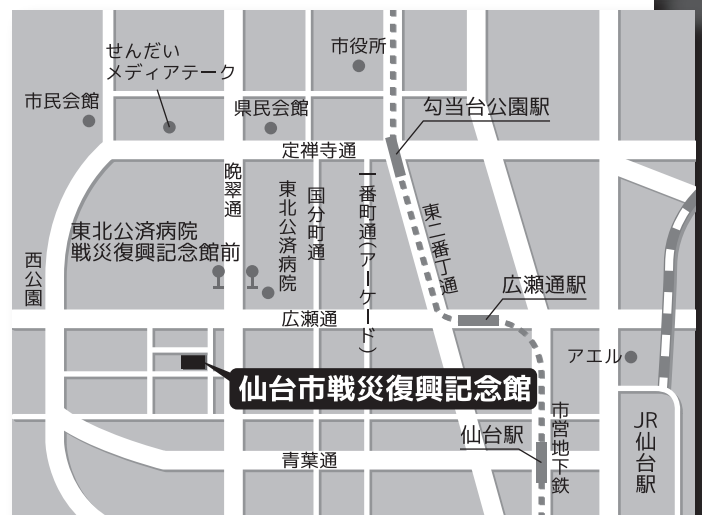 せんだい
メディアテーク
市役所
市民会館
県民会館
勾当台公園駅
定禅寺通
晩翠通
東北公済病院
国分町通
一番町通(アーケード)
東二番丁通
東北公済病院
戦災復興記念館前
西公園
広瀬通駅
広瀬通
アエル
仙台市戦災復興記念館
仙台駅
市営地下鉄
JR
仙台駅
青葉通